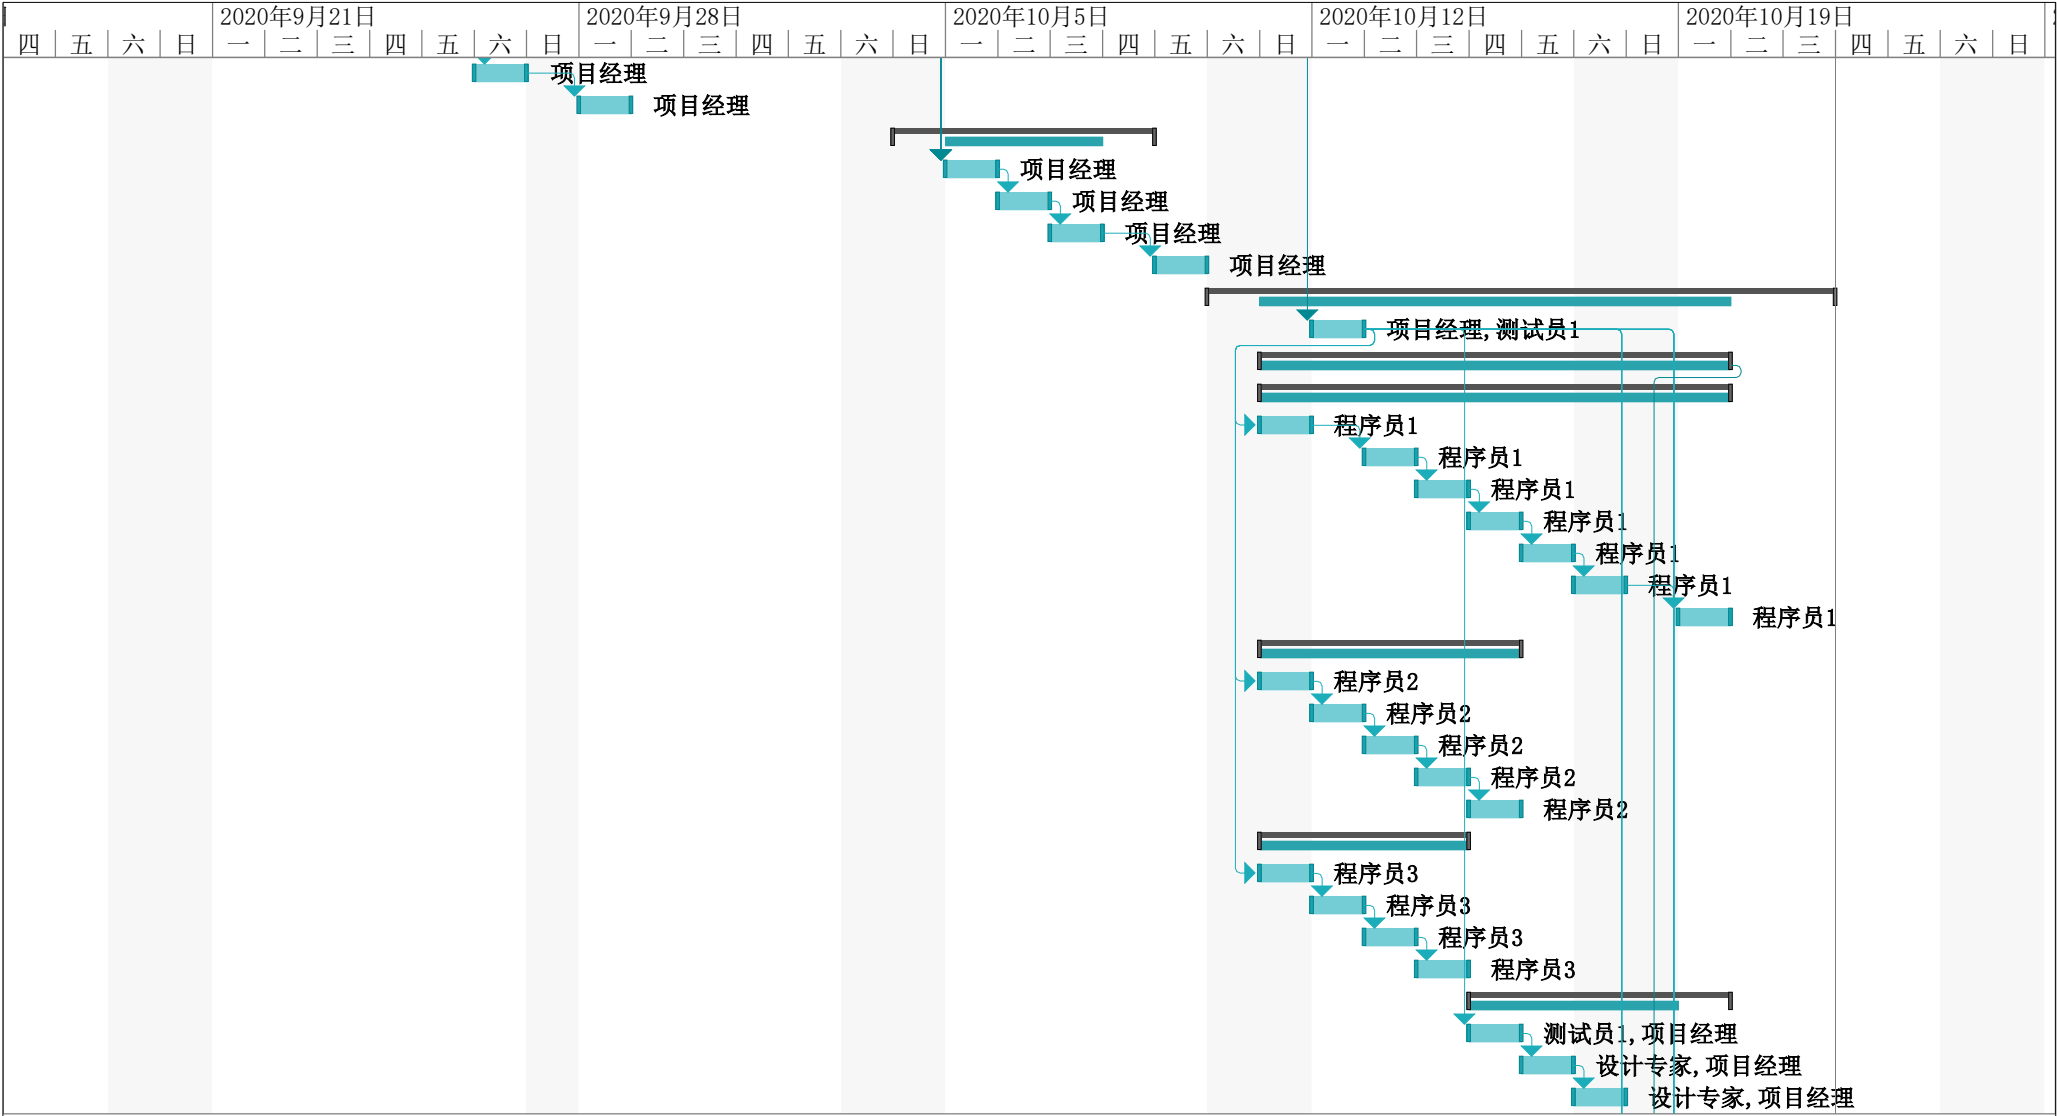 2020年9月21日 2020年9月28日 2020年10月5日 2020年10月12日 2020年10月19日
四 五 六 日 一 二 三 四 五 六 日 一 二 三 四 五 六 日 一 二 三 四 五 六 日 一 二 三 四 五 六 日 一 二 三 四 五 六 日
项目经理
项目经理
项目经理
项目经理
项目经理
项目经理
项目经理,测试员1
程序员1
程序员1
程序员1
程序员1
程序员1
程序员1
程序员1
程序员2
程序员2
程序员2
程序员2
程序员2
程序员3
程序员3
程序员3
程序员3
测试员1,项目经理
设计专家,项目经理
设计专家,项目经理